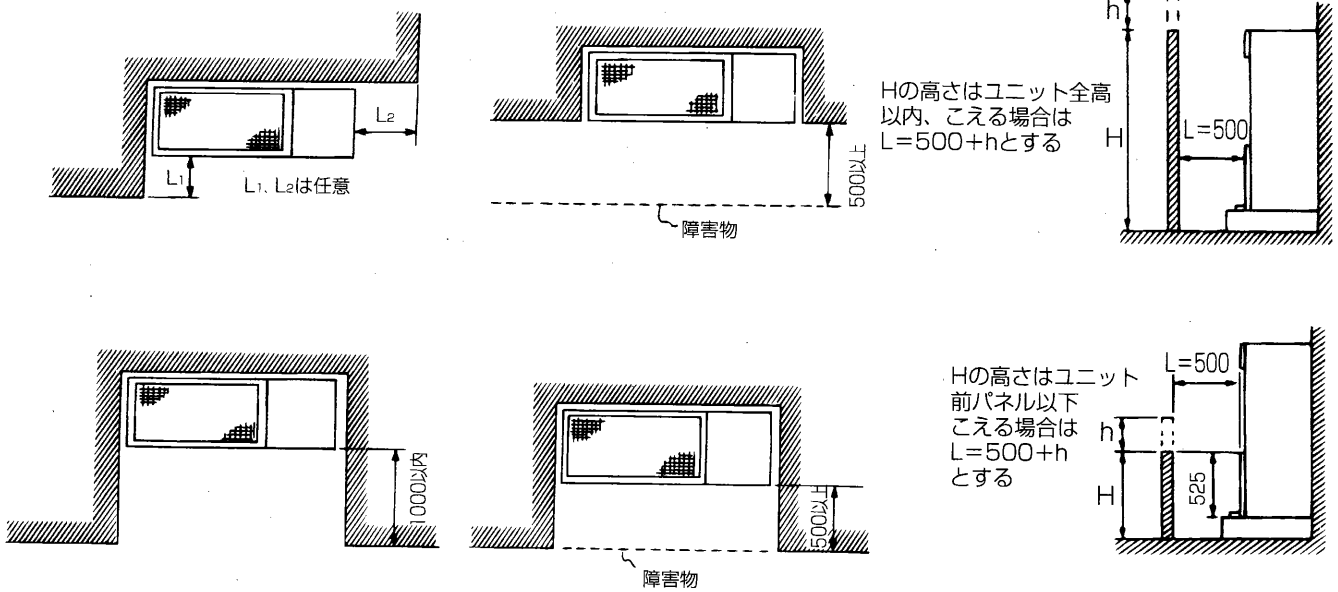 L₂
L₁
L₁、L₂は任意
500以上
障害物
Hの高さはユニット全高
以内、こえる場合は
L=500+hとする
h
H
L=500
1000以内
500以上
障害物
Hの高さはユニット
前パネル以下
こえる場合は
L=500+h
とする
L=500
h
H
525